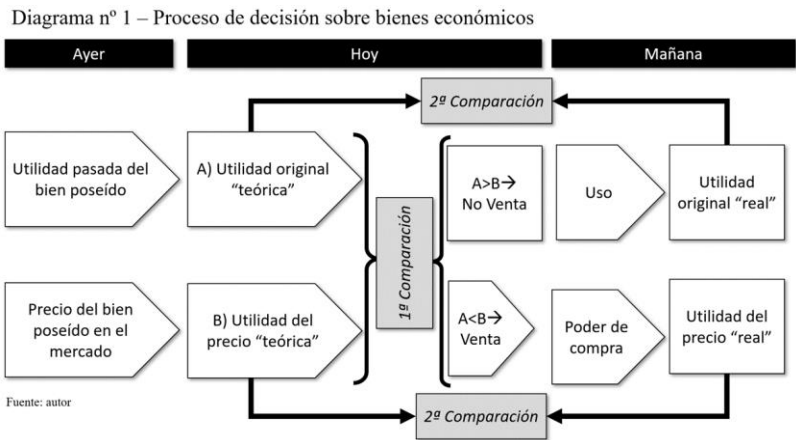 Diagrama nº 1 – Proceso de decisión sobre bienes económicos
Ayer
Hoy
Mañana
2ª Comparación
Utilidad pasada del
bien poseído
A) Utilidad original
“teórica”
A>B→
No Venta
Uso
Utilidad
original “real”
1ª Comparación
Precio del bien
poseído en el
mercado
B) Utilidad del
precio “teórica”
A<B→
Venta
Poder de
compra
Utilidad del
precio “real”
Fuente: autor
2ª Comparación